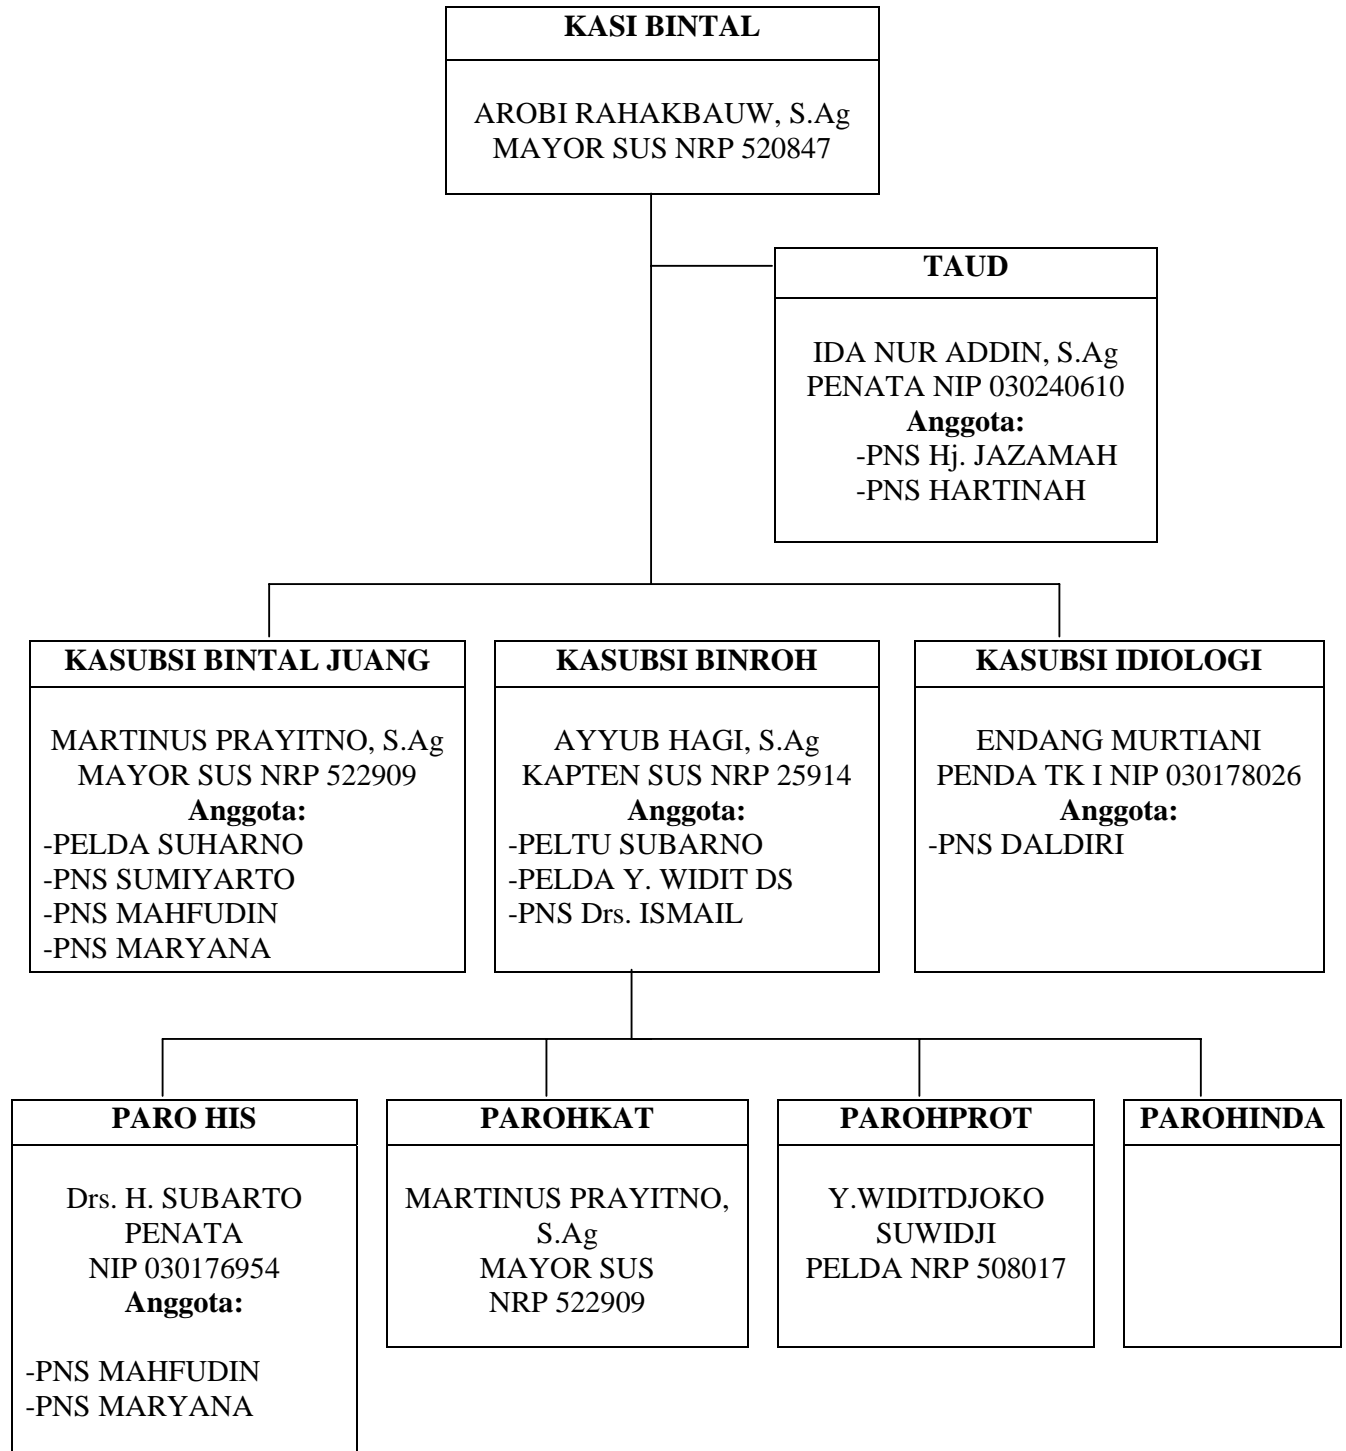 KASI BINTAL
AROBI RAHAKBAUW, S.Ag
MAYOR SUS NRP 520847
TAUD
IDA NUR ADDIN, S.Ag
PENATA NIP 030240610
Anggota:
-PNS Hj. JAZAMAH
-PNS HARTINAH
KASUBSI BINTAL JUANG
MARTINUS PRAYITNO, S.Ag
MAYOR SUS NRP 522909
Anggota:
-PELDA SUHARNO
-PNS SUMIYARTO
-PNS MAHFUDIN
-PNS MARYANA
KASUBSI BINROH
AYYUB HAGI, S.Ag
KAPTEN SUS NRP 25914
Anggota:
-PELTU SUBARNO
-PELDA Y. WIDIT DS
-PNS Drs. ISMAIL
KASUBSI IDIOLOGI
ENDANG MURTIANI
PENDA TK I NIP 030178026
Anggota:
-PNS DALDIRI
PARO HIS
Drs. H. SUBARTO
PENATA
NIP 030176954
Anggota:
-PNS MAHFUDIN
-PNS MARYANA
PAROHKAT
MARTINUS PRAYITNO,
S.Ag
MAYOR SUS
NRP 522909
PAROHPROT
Y.WIDITDJOKO
SUWIDJI
PELDA NRP 508017
PAROHINDA